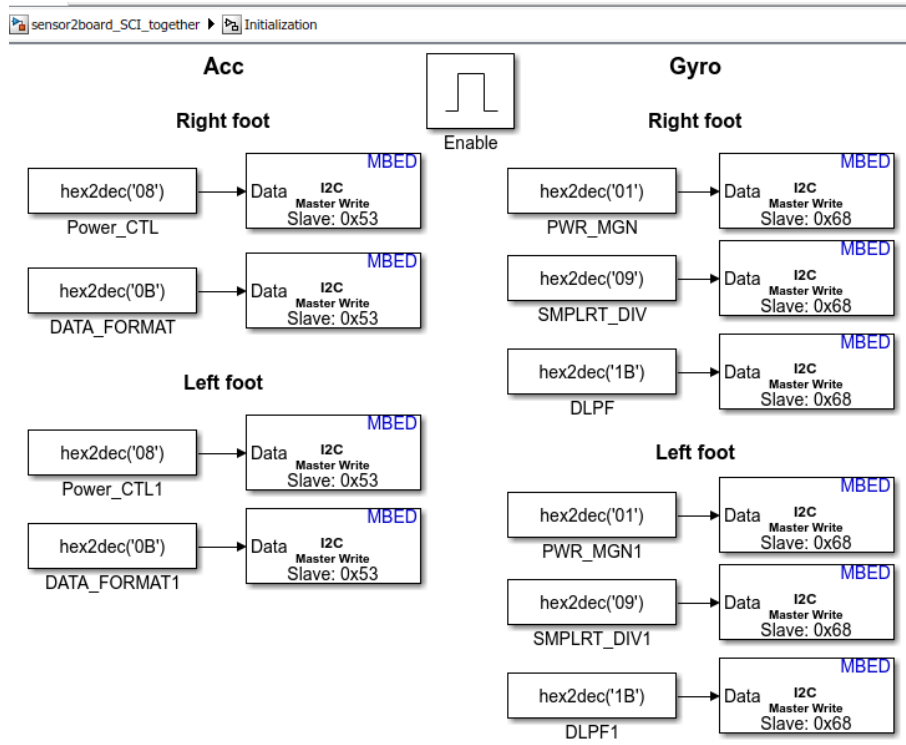 sensor2board_SCI_together Initialization
Acc
Enable
Gyro
Right foot
hex2dec('08')
Power_CTL
MBED
Data
I2C
Master Write
Slave: 0x53
hex2dec('0B')
DATA_FORMAT
MBED
Data
I2C
Master Write
Slave: 0x53
Left foot
hex2dec('08')
Power_CTL1
MBED
Data
I2C
Master Write
Slave: 0x53
hex2dec('0B')
DATA_FORMAT1
MBED
Data
I2C
Master Write
Slave: 0x53
Right foot
hex2dec('01')
PWR_MGN
MBED
Data
I2C
Master Write
Slave: 0x68
hex2dec('09')
SMPLRT_DIV
MBED
Data
I2C
Master Write
Slave: 0x68
hex2dec('1B')
DLPF
MBED
Data
I2C
Master Write
Slave: 0x68
Left foot
hex2dec('01')
PWR_MGN1
MBED
Data
I2C
Master Write
Slave: 0x68
hex2dec('09')
SMPLRT_DIV1
MBED
Data
I2C
Master Write
Slave: 0x68
hex2dec('1B')
DLPF1
MBED
Data
I2C
Master Write
Slave: 0x68